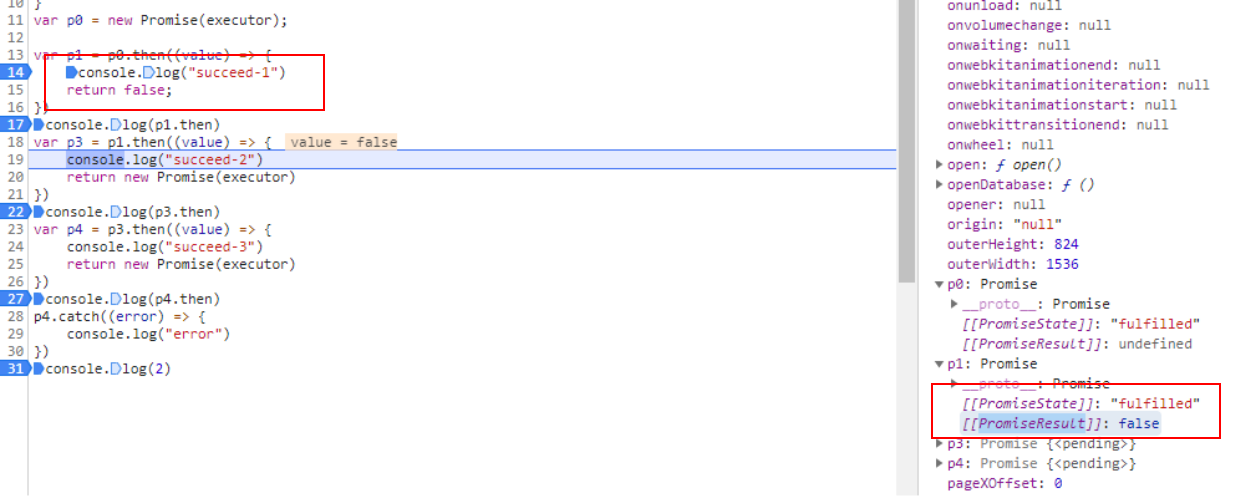 10 }
11 var p0 = new Promise(executor);
12
13 var p1 = p0.then((value) => {
14 console.log("succeed-1")
15 return false;
16 })
17 console.log(p1.then)
18 var p3 = p1.then((value) => { value = false
19 console.log("succeed-2")
20 return new Promise(executor)
21 })
22 console.log(p3.then)
23 var p4 = p3.then((value) => {
24 console.log("succeed-3")
25 return new Promise(executor)
26 })
27 console.log(p4.then)
28 p4.catch((error) => {
29 console.log("error")
30 })
31 console.log(2)
onunload: null
onvolumechange: null
onwaiting: null
onwebkitanimationend: null
onwebkitanimationiteration: null
onwebkitanimationstart: null
onwebkittransitionend: null
onwheel: null
open: ƒ open()
openDatabase: ƒ ()
opener: null
origin: "null"
outerHeight: 824
outerWidth: 1536
p0: Promise
__proto__: Promise
[[PromiseState]]: "fulfilled"
[[PromiseResult]]: undefined
p1: Promise
__proto__: Promise
[[PromiseState]]: "fulfilled"
[[PromiseResult]]: false
p3: Promise {<pending>}
p4: Promise {<pending>}
pageXOffset: 0